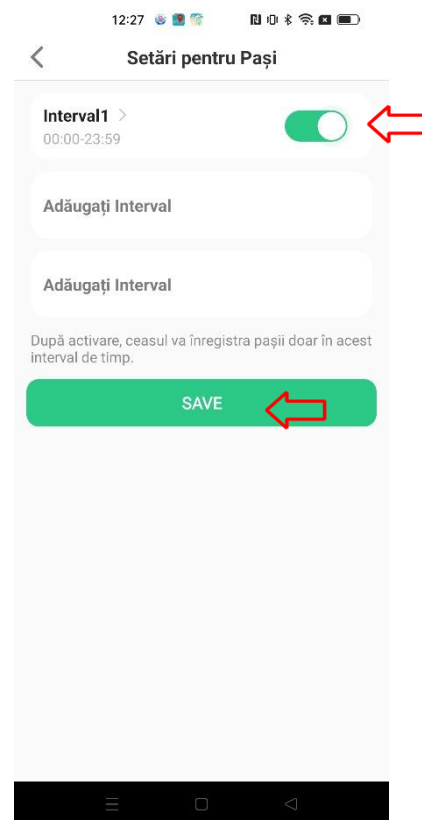 12:27
Setări pentru Pași
Interval1 >
00:00-23:59
Adăugați Interval
Adăugați Interval
După activare, ceasul va înregistra pașii doar în acest
interval de timp.
SAVE